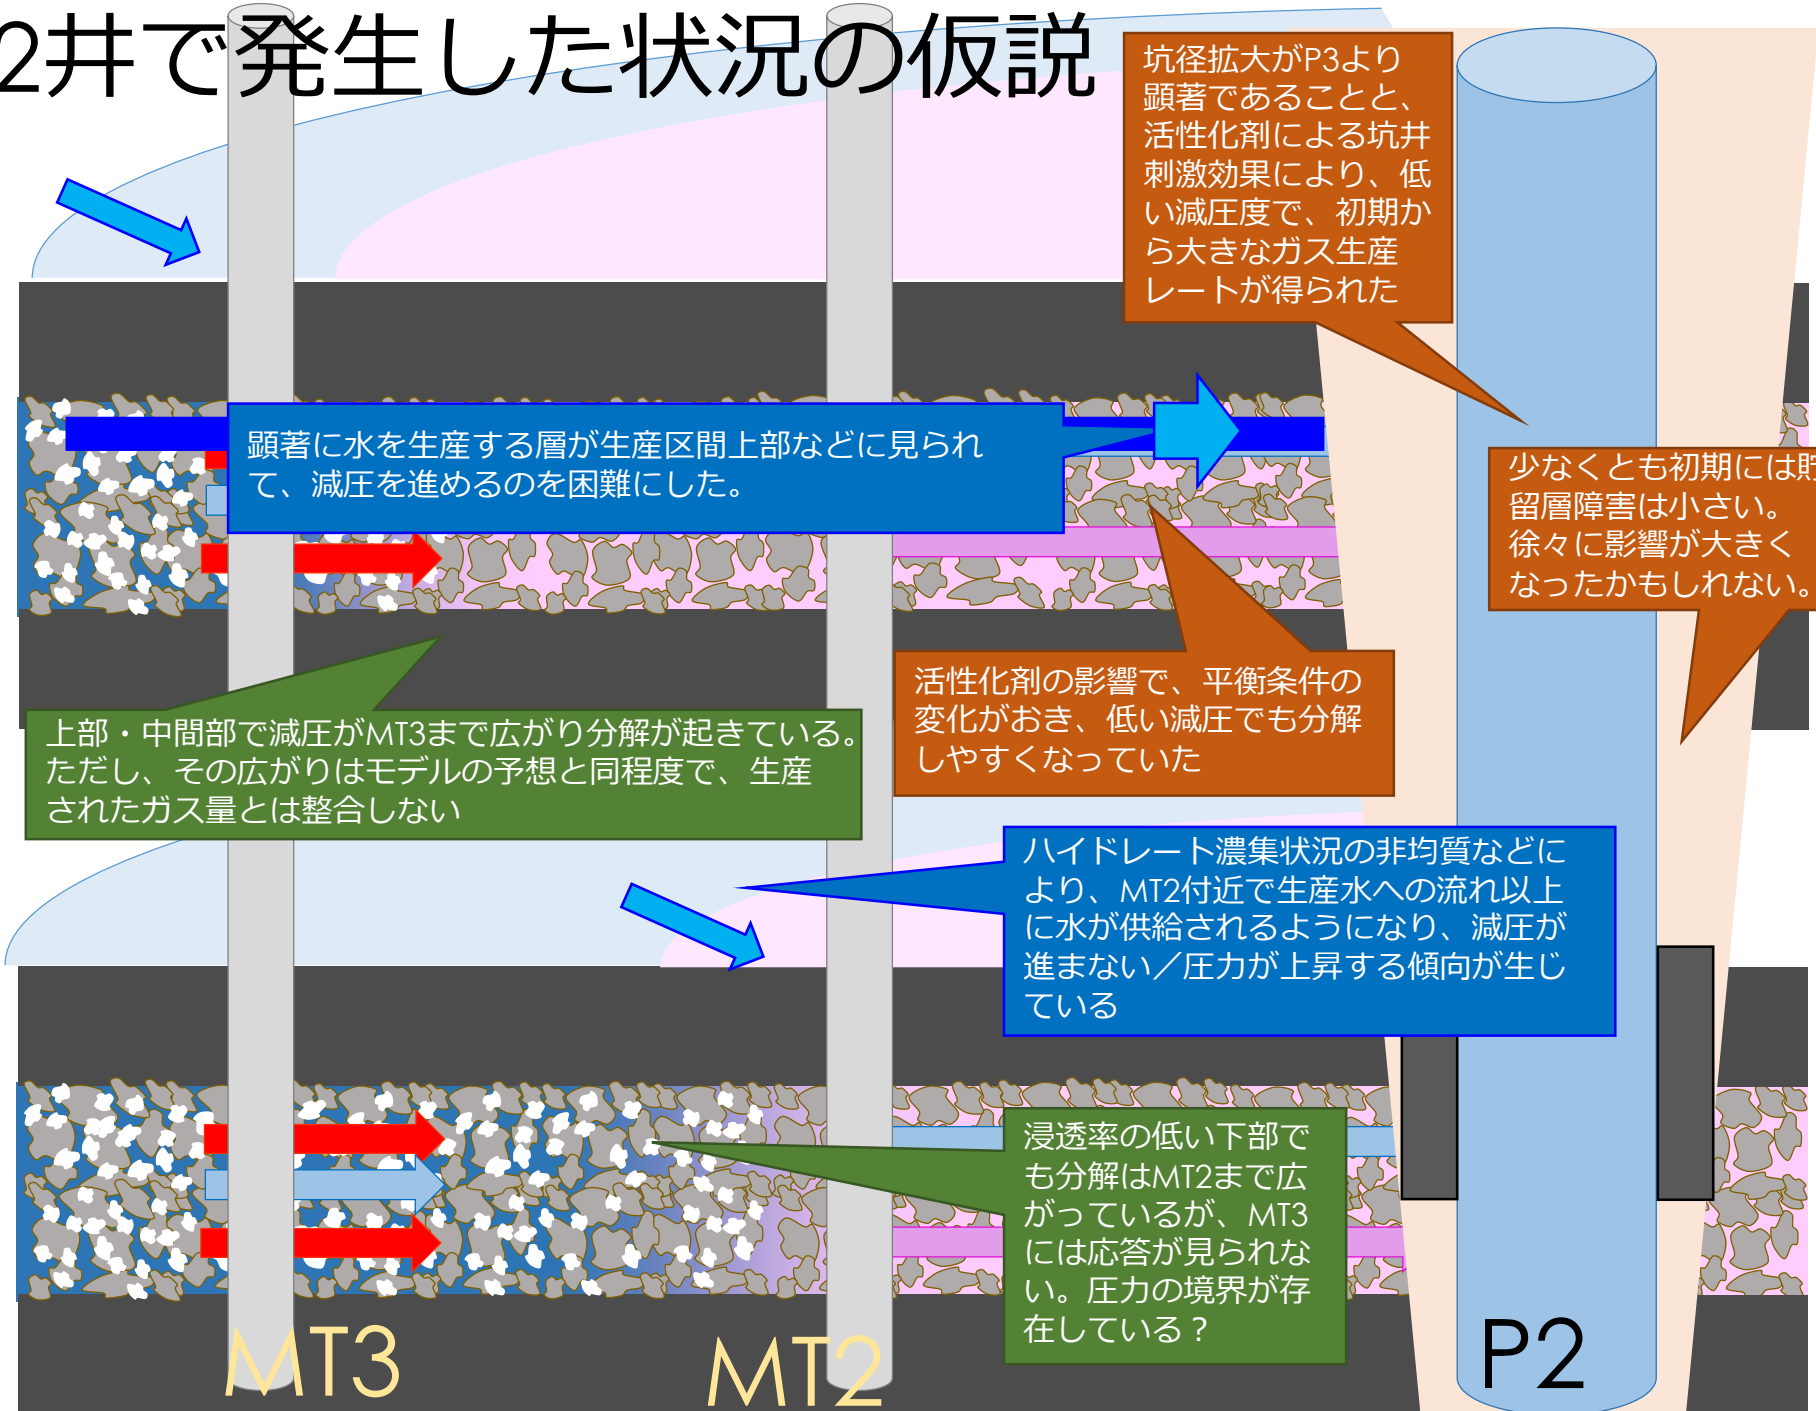 2井で発生した状況の仮説
坑径拡大がP3より
顕著であることと、
活性化剤による坑井
刺激効果により、低
い減圧度で、初期か
ら大きなガス生産
レートが得られた
顕著に水を生産する層が生産区間上部などに見られ
て、減圧を進めるのを困難にした。
少なくとも初期には貯
留層障害は小さい。
徐々に影響が大きく
なったかもしれない。
活性化剤の影響で、平衡条件の
変化がおき、低い減圧でも分解
しやすくなっていた
上部・中間部で減圧がMT3まで広がり分解が起きている。
ただし、その広がりはモデルの予想と同程度で、生産
されたガス量とは整合しない
ハイドレート濃集状況の非均質などに
より、MT2付近で生産水への流れ以上
に水が供給されるようになり、減圧が
進まない／圧力が上昇する傾向が生じ
ている
浸透率の低い下部で
も分解はMT2まで広
がっているが、MT3
には応答が見られな
い。圧力の境界が存
在している？
MT3
MT2
P2